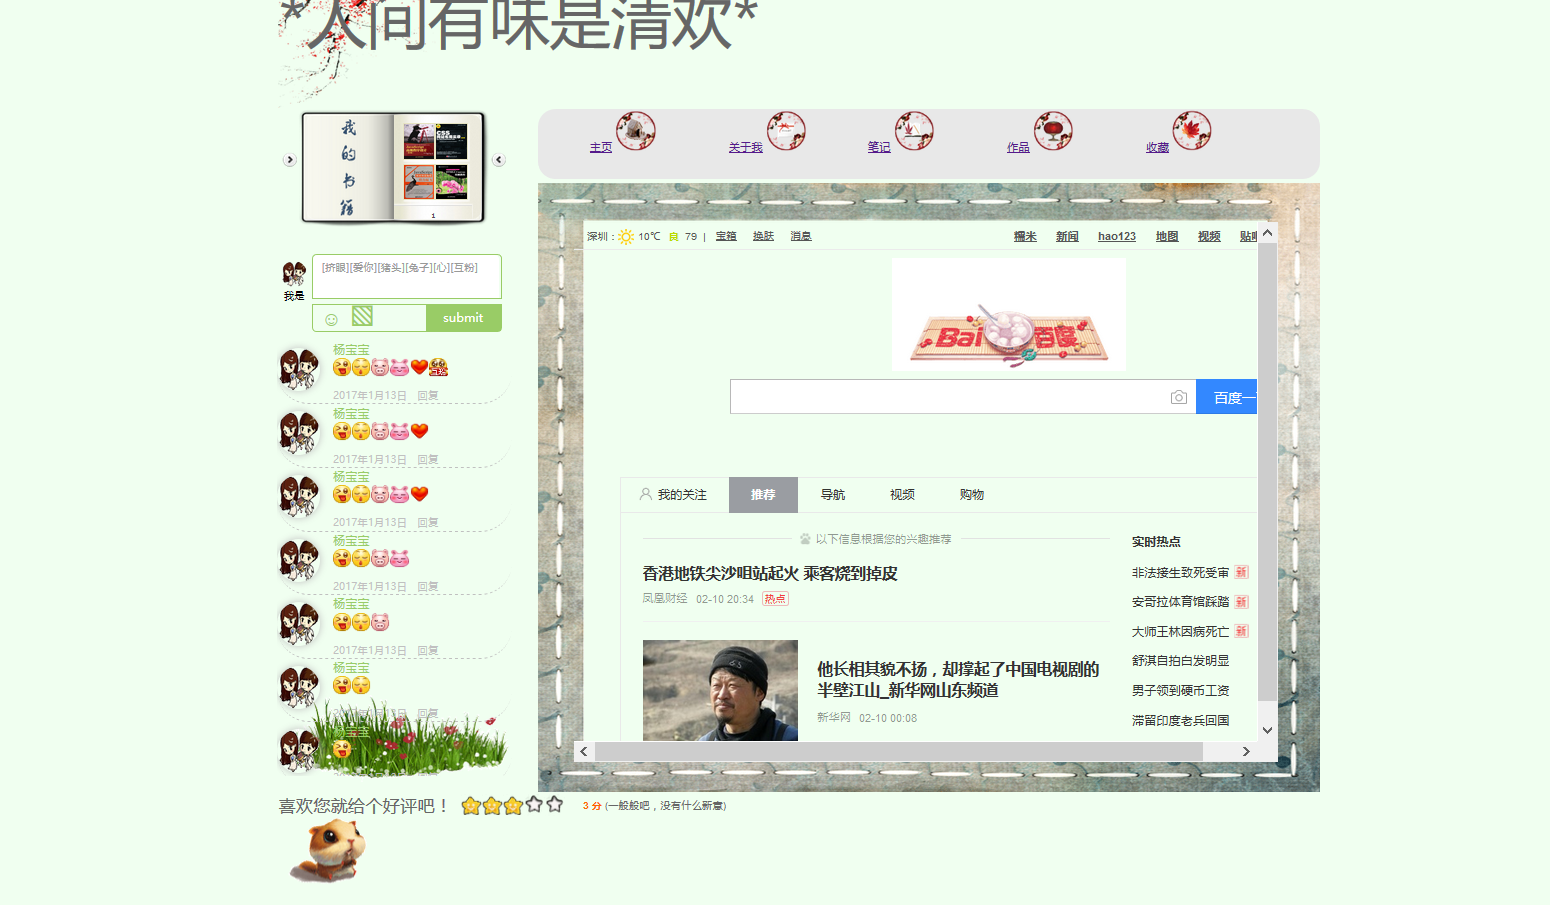 *人间有味是清欢*
我的书籍
1
主页
关于我
笔记
作品
收藏
我是
[挤眼][爱你][猪头][兔子][心][互粉]
submit
杨宝宝
2017年1月13日 回复
杨宝宝
2017年1月13日 回复
杨宝宝
2017年1月13日 回复
杨宝宝
2017年1月13日 回复
杨宝宝
2017年1月13日 回复
杨宝宝
2017年1月13日 回复
杨宝宝
深圳 : 10℃ 良 79 | 宝箱 换肤 消息
糯米 新闻 hao123 地图 视频 贴吧
Bai 百度
百度一下
我的关注 推荐 导航 视频 购物
以下信息根据您的兴趣推荐
香港地铁尖沙咀站起火 乘客烧到掉皮
凤凰财经 02-10 20:34 热点
他长相其貌不扬，却撑起了中国电视剧的
半壁江山_新华网山东频道
新华网 02-10 00:08
实时热点
非法接生致死受审 新
安哥拉体育馆踩踏 新
大师王林因病死亡 新
舒淇自拍白发明显
男子领到硬币工资
滞留印度老兵回国
喜欢您就给个好评吧！
3 分 (一般般吧，没有什么新意)